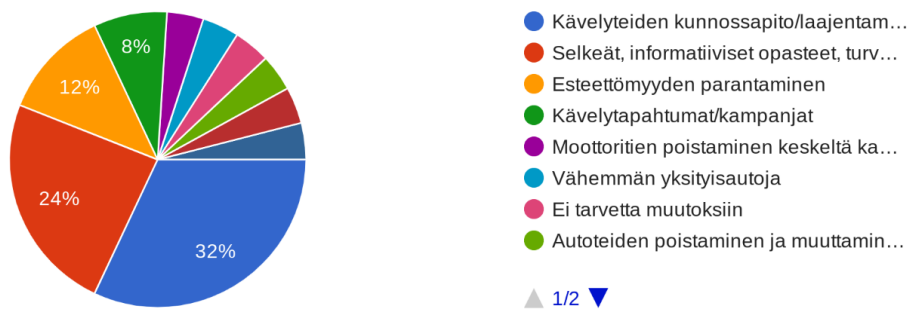 8%
12%
24%
32%
Kävelyteiden kunnossapito/laajentam…
Selkeät, informatiiviset opasteet, turv…
Esteettömyyden parantaminen
Kävelytapahtumat/kampanjat
Moottoritien poistaminen keskeltä ka…
Vähemmän yksityisautoja
Ei tarvetta muutoksiin
Autoteiden poistaminen ja muuttamin…
1/2